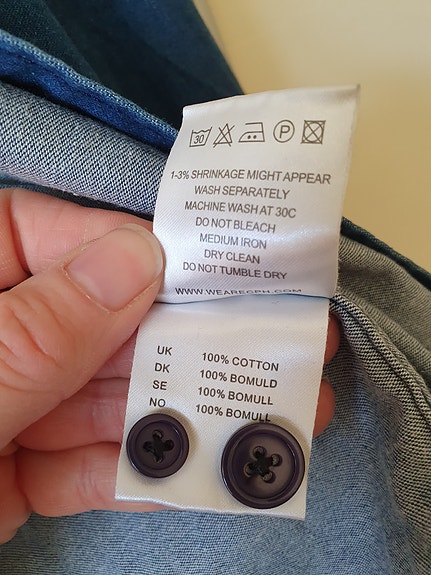 30 P
1-3% SHRINKAGE MIGHT APPEAR
WASH SEPARATELY
MACHINE WASH AT 30C
DO NOT BLEACH
MEDIUM IRON
DRY CLEAN
DO NOT TUMBLE DRY
WWW.WEARECPH.COM
UK 100% COTTON
DK 100% BOMULD
SE 100% BOMULL
NO 100% BOMULL